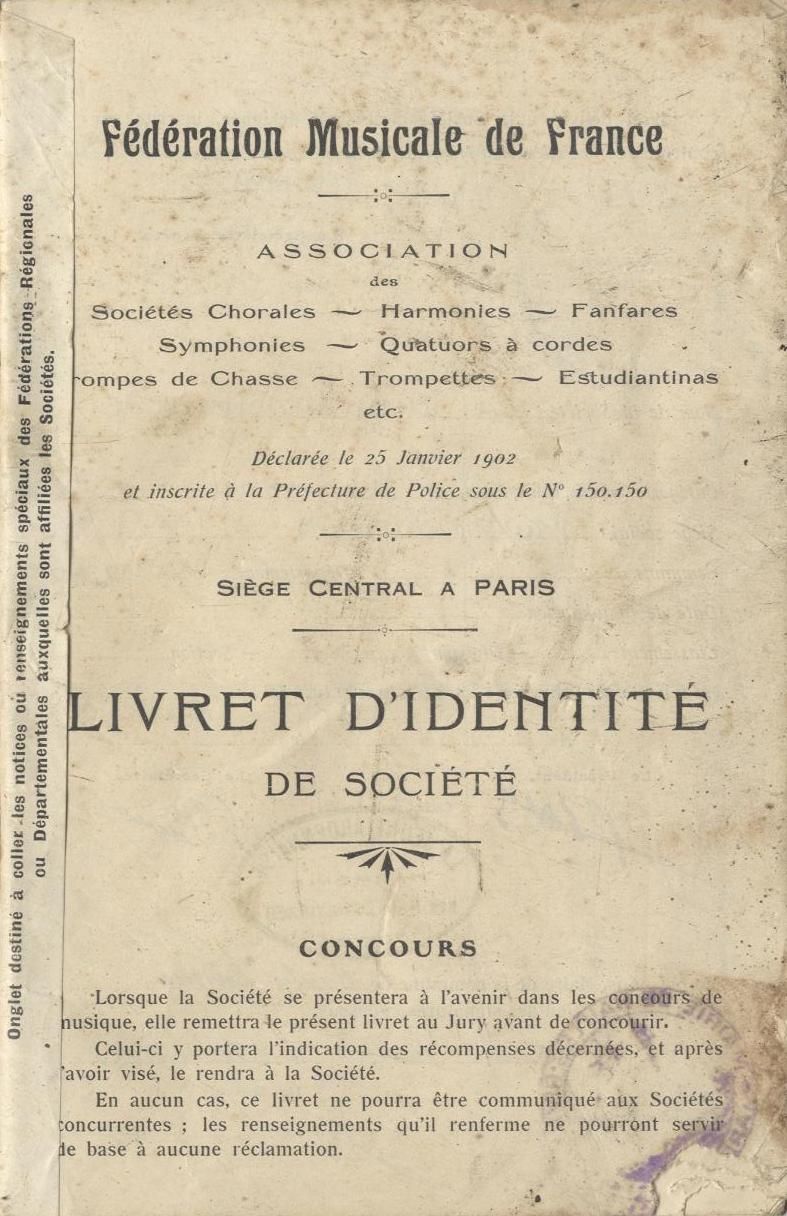 Fédération Musicale de France
ASSOCIATION
des
Sociétés Chorales — Harmonies — Fanfares
Symphonies — Quatuors à cordes
rompes de Chasse — Trompettes — Estudiantinas
etc.
Déclarée le 25 Janvier 1902
et inscrite à la Préfecture de Police sous le N° 150.150
SIÈGE CENTRAL A PARIS
LIVRET D'IDENTITÉ
DE SOCIÉTÉ
CONCOURS
Lorsque la Société se présentera à l'avenir dans les concours de
musique, elle remettra le présent livret au Jury avant de concourir.
Celui-ci y portera l'indication des récompenses décernées, et après
l'avoir visé, le rendra à la Société.
En aucun cas, ce livret ne pourra être communiqué aux Sociétés
concurrentes ; les renseignements qu'il renferme ne pourront servir
de base à aucune réclamation.
Onglet destiné à coller les notices ou renseignements spéciaux des Fédérations Régionales
ou Départementales auxquelles sont affiliées les Sociétés.